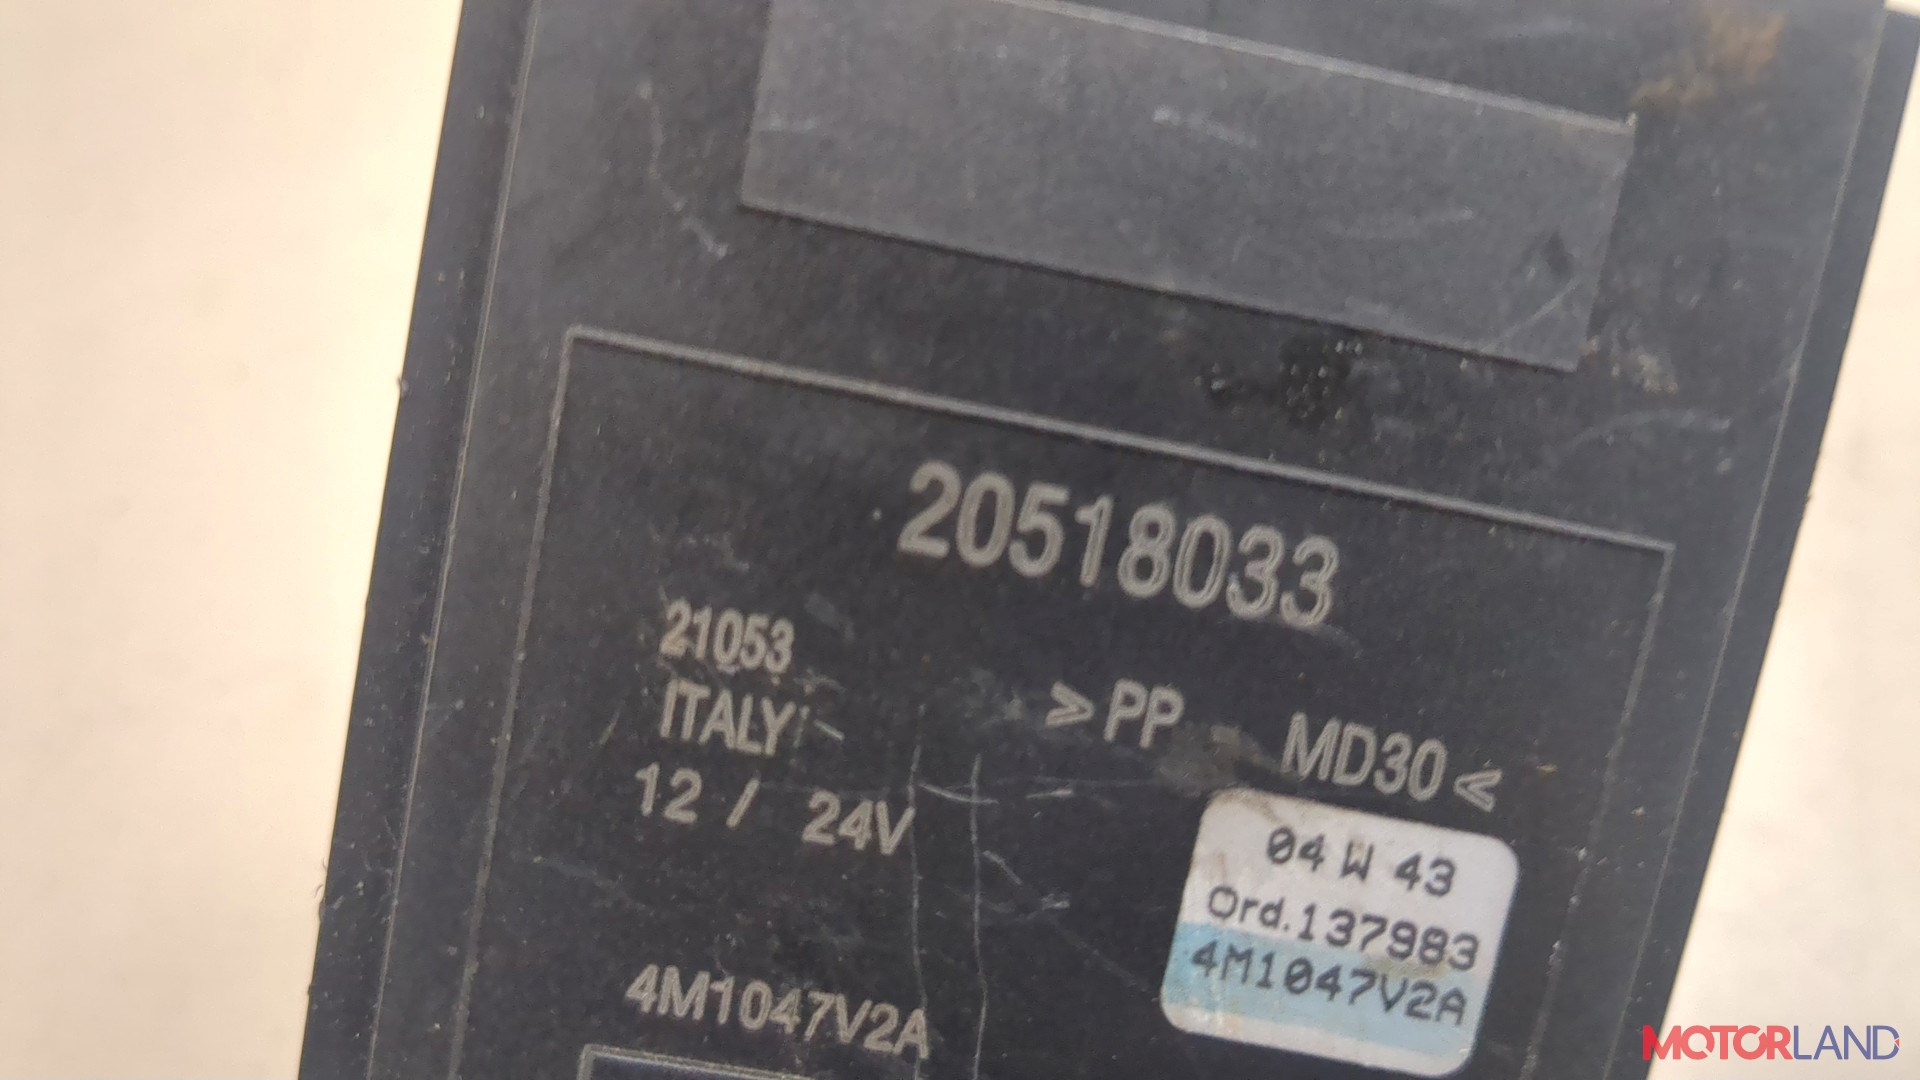 20518033
21053
ITALY
>PP MD30<
12 / 24V
04 W 43
Ord.137983
4M1047V2A
4M1047V2A
MOTORLAND